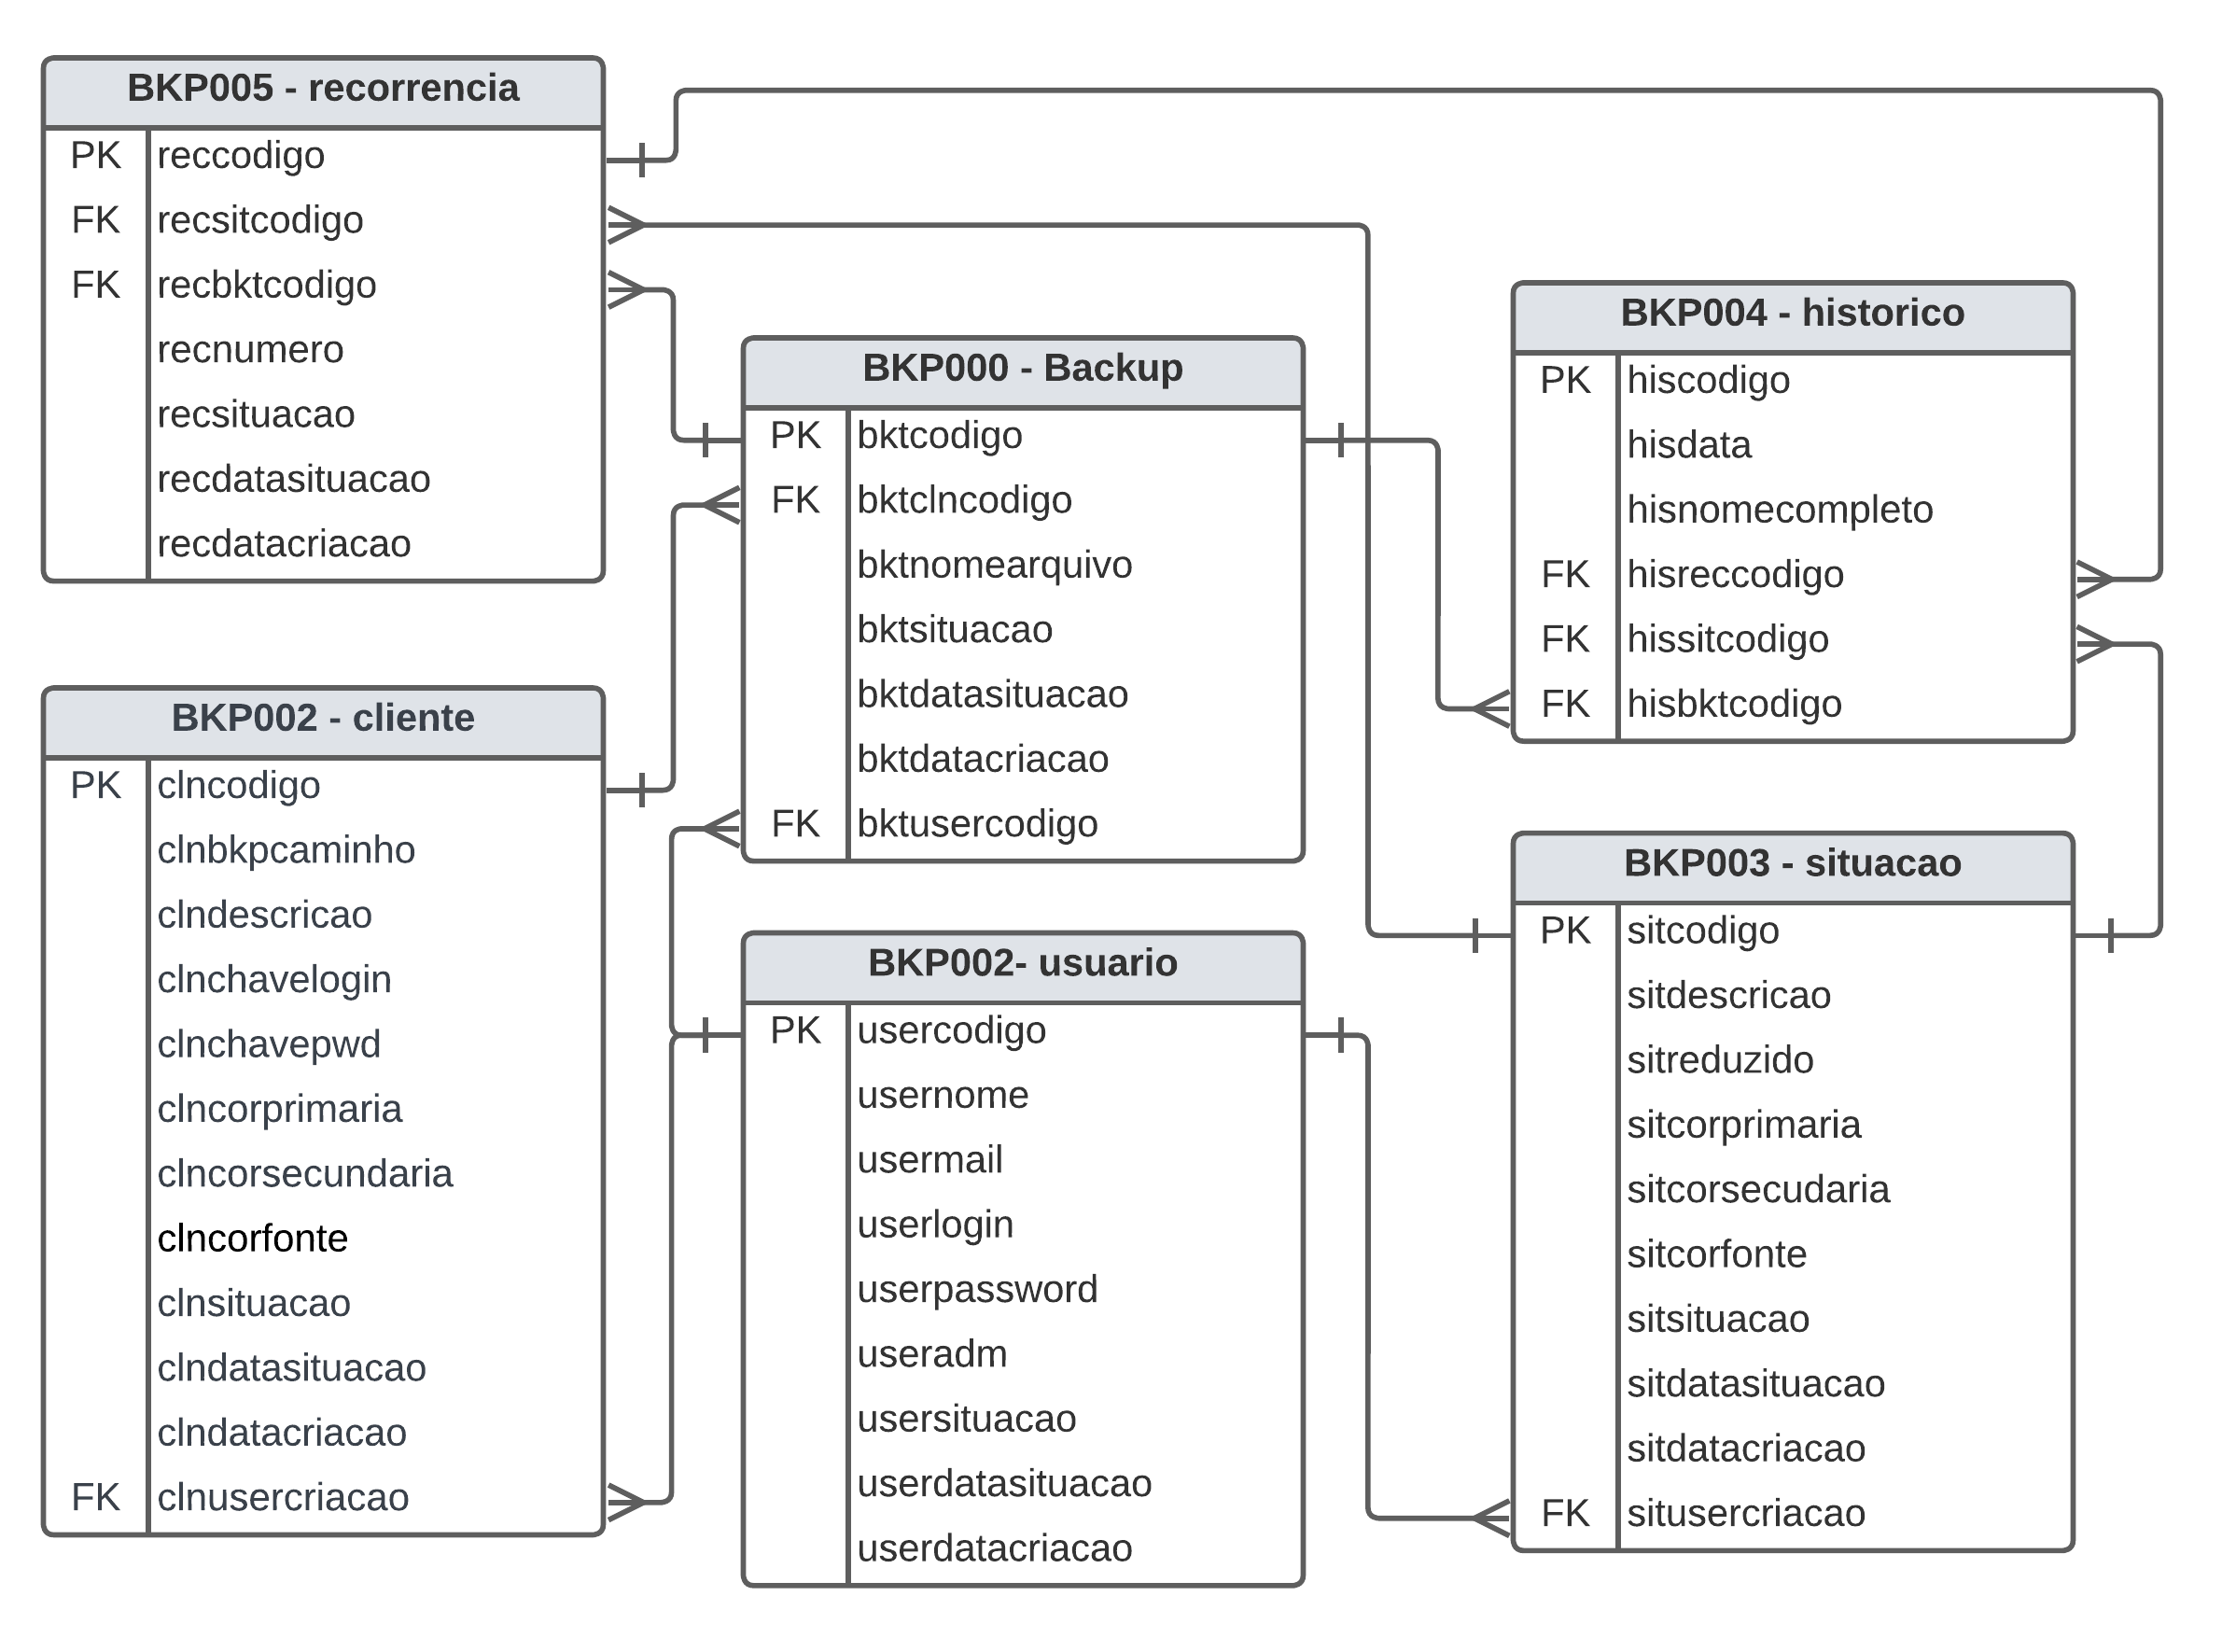 BKP005 - recorrencia
PK reccodigo
FK recsitcodigo
FK recbktcodigo
recnumero
recsituacao
recdatasituacao
recdatacriacao
BKP002 - cliente
PK clncodigo
clnbkpcaminho
clndescricao
clnchavelogin
clnchavepwd
clncorprimaria
clncorsecundaria
clncorfonte
clnsituacao
clndatasituacao
clndatacriacao
FK clnusercriacao
BKP000 - Backup
PK bktcodigo
FK bktclncodigo
bktnomearquivo
bktsituacao
bktdatasituacao
bktdatacriacao
FK bktusercodigo
BKP002- usuario
PK usercodigo
usernome
usermail
userlogin
userpassword
useradm
usersituacao
userdatasituacao
userdatacriacao
BKP004 - historico
PK hiscodigo
hisdata
hisnomecompleto
FK hisreccodigo
FK hissitcodigo
FK hisbktcodigo
BKP003 - situacao
PK sitcodigo
sitdescricao
sitreduzido
sitcorprimaria
sitcorsecudaria
sitcorfonte
sitsituacao
sitdatasituacao
sitdatacriacao
FK situsercriacao